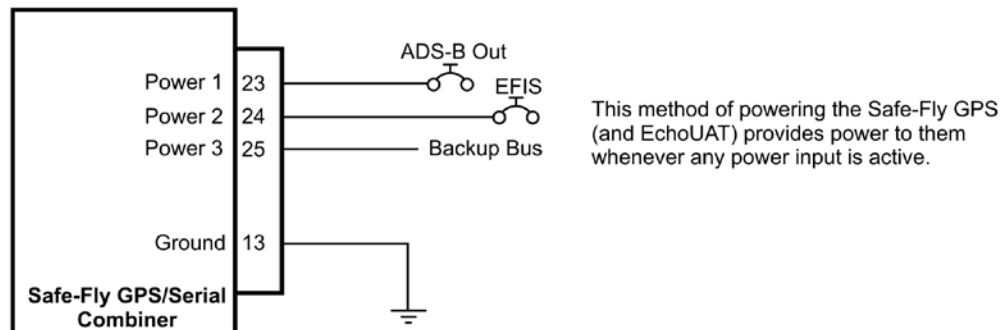 ADS-B Out
EFIS
Power 1 23
Power 2 24
Power 3 25
Backup Bus
Ground 13
Safe-Fly GPS/Serial
Combiner
This method of powering the Safe-Fly GPS
(and EchoUAT) provides power to them
whenever any power input is active.